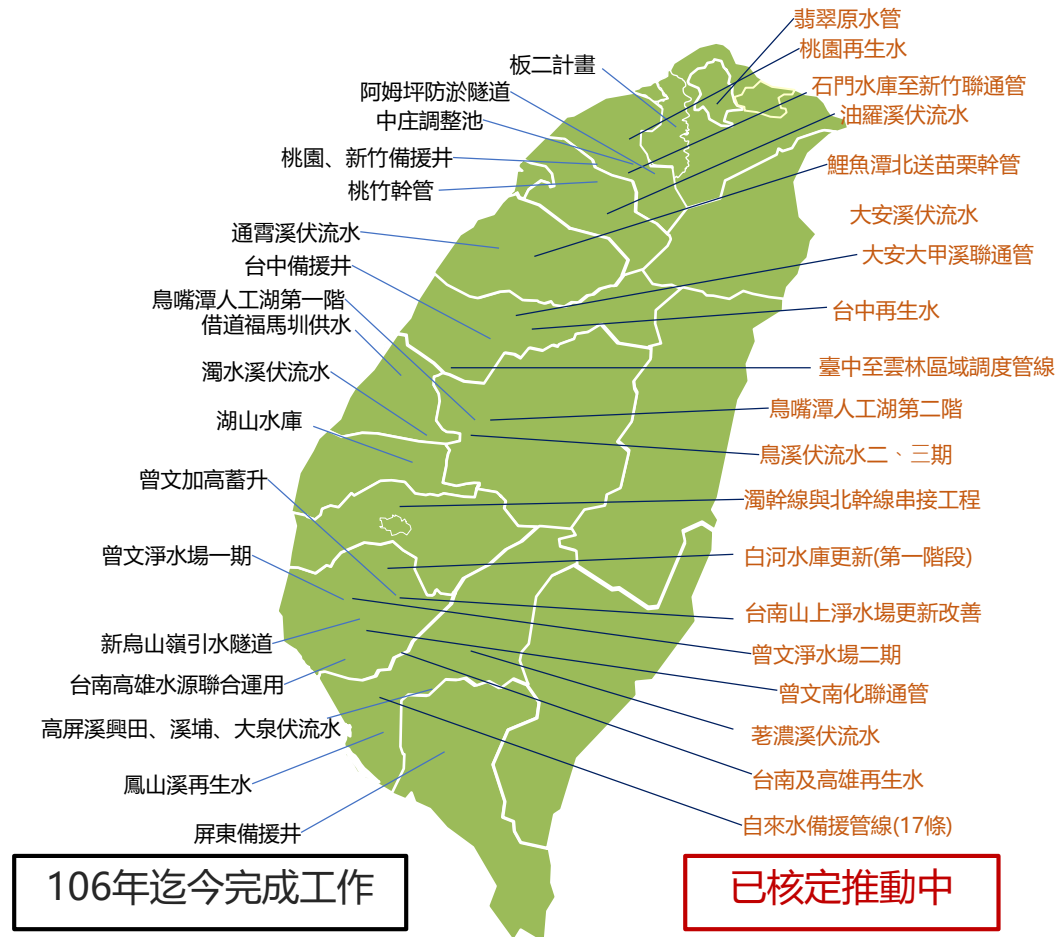 板二計畫
阿姆坪防淤隧道
中庄調整池
桃園、新竹備援井
桃竹幹管
通霄溪伏流水
台中備援井
鳥嘴潭人工湖第一階
借道福馬圳供水
濁水溪伏流水
湖山水庫
曾文加高蓄升
曾文淨水場一期
新烏山嶺引水隧道
台南高雄水源聯合運用
高屏溪興田、溪埔、大泉伏流水
鳳山溪再生水
屏東備援井
106年迄今完成工作
翡翠原水管
桃園再生水
石門水庫至新竹聯通管
油羅溪伏流水
鯉魚潭北送苗栗幹管
大安溪伏流水
大安大甲溪聯通管
台中再生水
臺中至雲林區域調度管線
鳥嘴潭人工湖第二階
烏溪伏流水二、三期
濁幹線與北幹線串接工程
白河水庫更新(第一階段)
台南山上淨水場更新改善
曾文淨水場二期
曾文南化聯通管
荖濃溪伏流水
台南及高雄再生水
自來水備援管線(17條)
已核定推動中